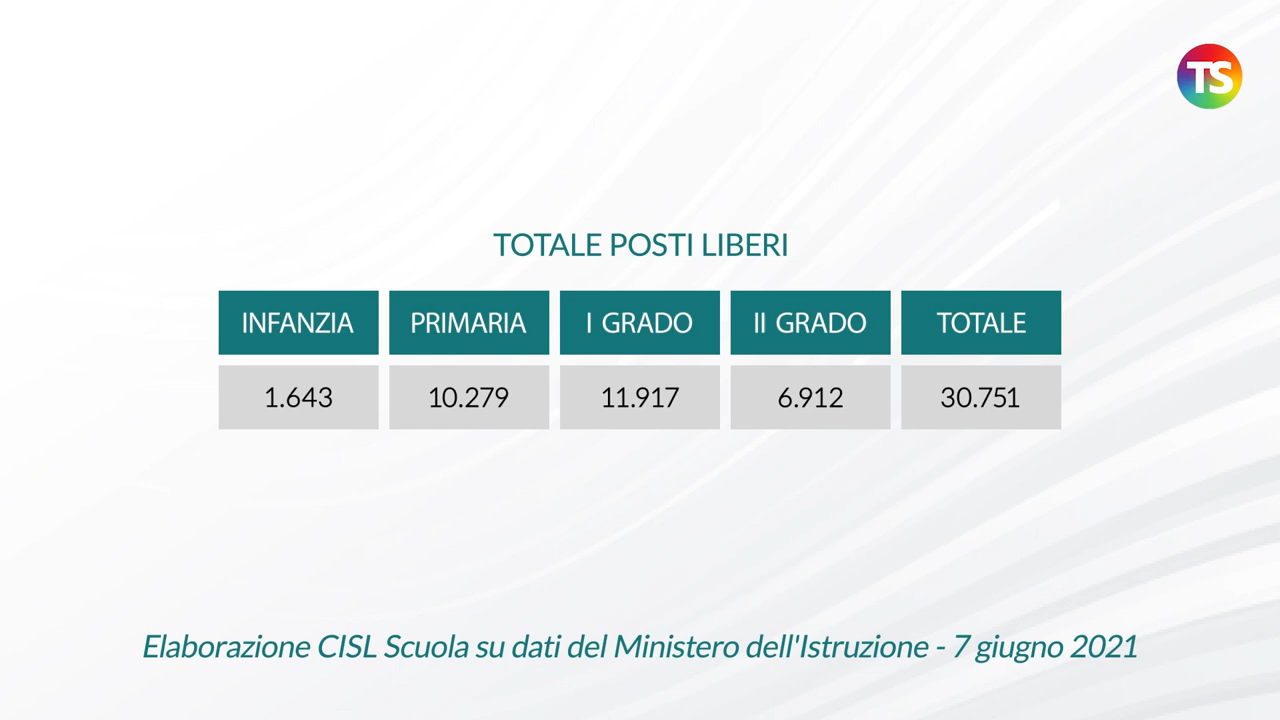 TS
TOTALE POSTI LIBERI
INFANZIA PRIMARIA I GRADO II GRADO TOTALE
1.643 10.279 11.917 6.912 30.751
Elaborazione CISL Scuola su dati del Ministero dell'Istruzione - 7 giugno 2021